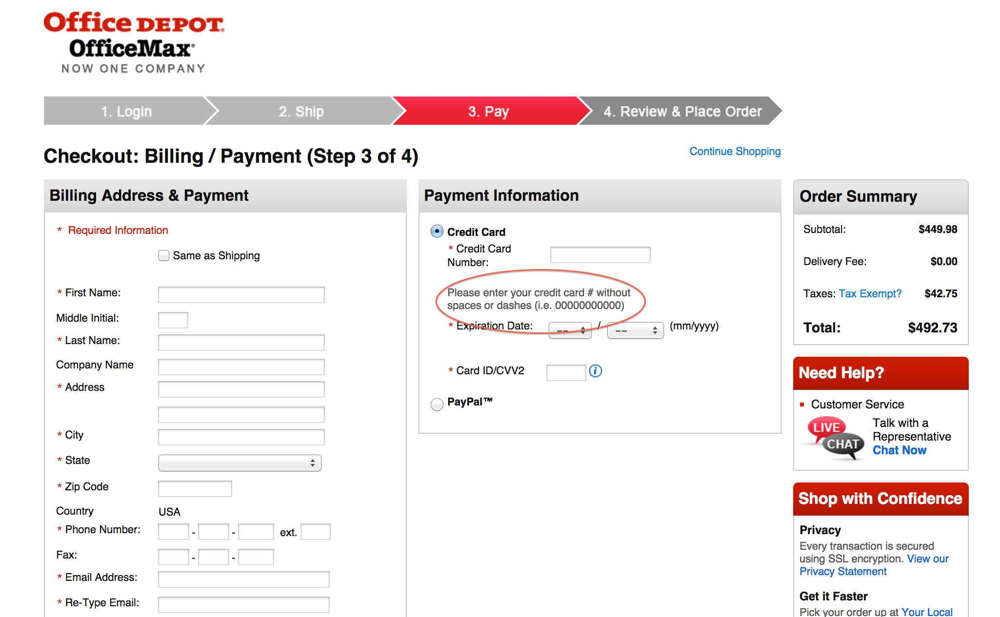 Office DEPOT®
OfficeMax®
NOW ONE COMPANY
1. Login
2. Ship
3. Pay
4. Review & Place Order
Checkout: Billing / Payment (Step 3 of 4)
Continue Shopping
Billing Address & Payment
* Required Information
Same as Shipping
* First Name:
Middle Initial:
* Last Name:
Company Name
* Address
* City
* State
* Zip Code
Country USA
* Phone Number: - - ext.
Fax: - -
* Email Address:
* Re-Type Email:
Payment Information
Credit Card
* Credit Card
Number:
Please enter your credit card # without
spaces or dashes (i.e. 00000000000)
* Expiration Date: -- / -- (mm/yyyy)
* Card ID/CVV2 i
PayPal™
Order Summary
Subtotal: $449.98
Delivery Fee: $0.00
Taxes: Tax Exempt? $42.75
Total: $492.73
Need Help?
Customer Service
LIVE
CHAT
Talk with a
Representative
Chat Now
Shop with Confidence
Privacy
Every transaction is secured
using SSL encryption. View our
Privacy Statement
Get it Faster
Pick your order up at Your Local